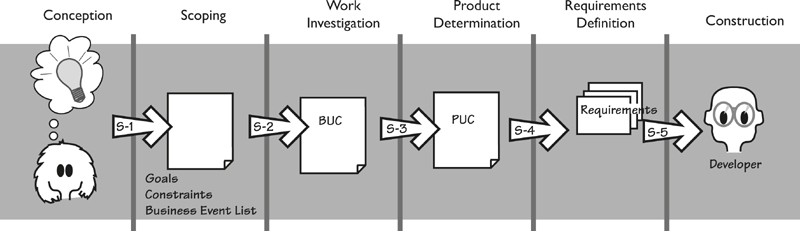 Conception
Scoping
Work
Investigation
Product
Determination
Requirements
Definition
Construction
S-1
S-2
BUC
S-3
PUC
S-4
Requirements
S-5
Developer
Goals
Constraints
Business Event List